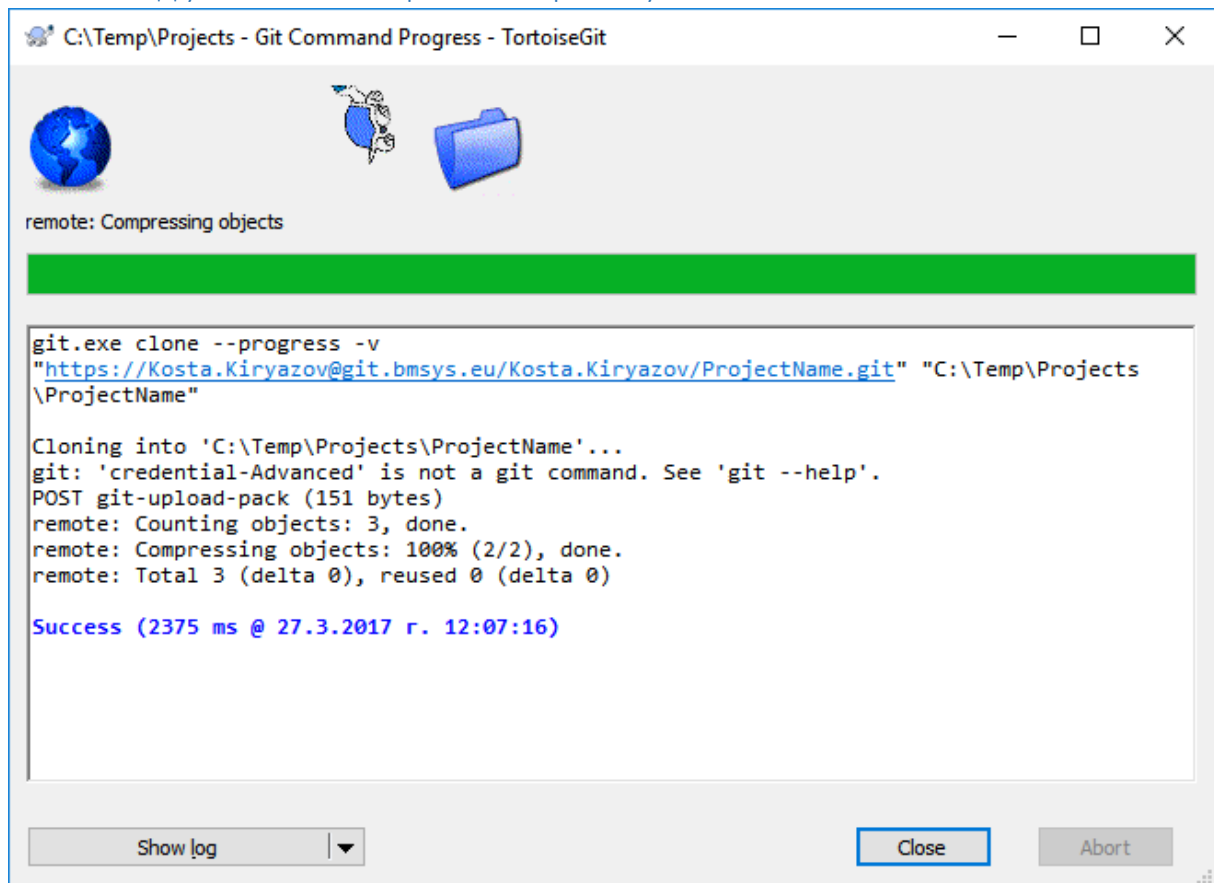 C:\Temp\Projects - Git Command Progress - TortoiseGit
remote: Compressing objects
git.exe clone --progress -v
"https://Kosta.Kiryazov@git.bmsys.eu/Kosta.Kiryazov/ProjectName.git" "C:\Temp\Projects
\ProjectName"
Cloning into 'C:\Temp\Projects\ProjectName'...
git: 'credential-Advanced' is not a git command. See 'git --help'.
POST git-upload-pack (151 bytes)
remote: Counting objects: 3, done.
remote: Compressing objects: 100% (2/2), done.
remote: Total 3 (delta 0), reused 0 (delta 0)
Success (2375 ms @ 27.3.2017 г. 12:07:16)
Show log
Close
Abort